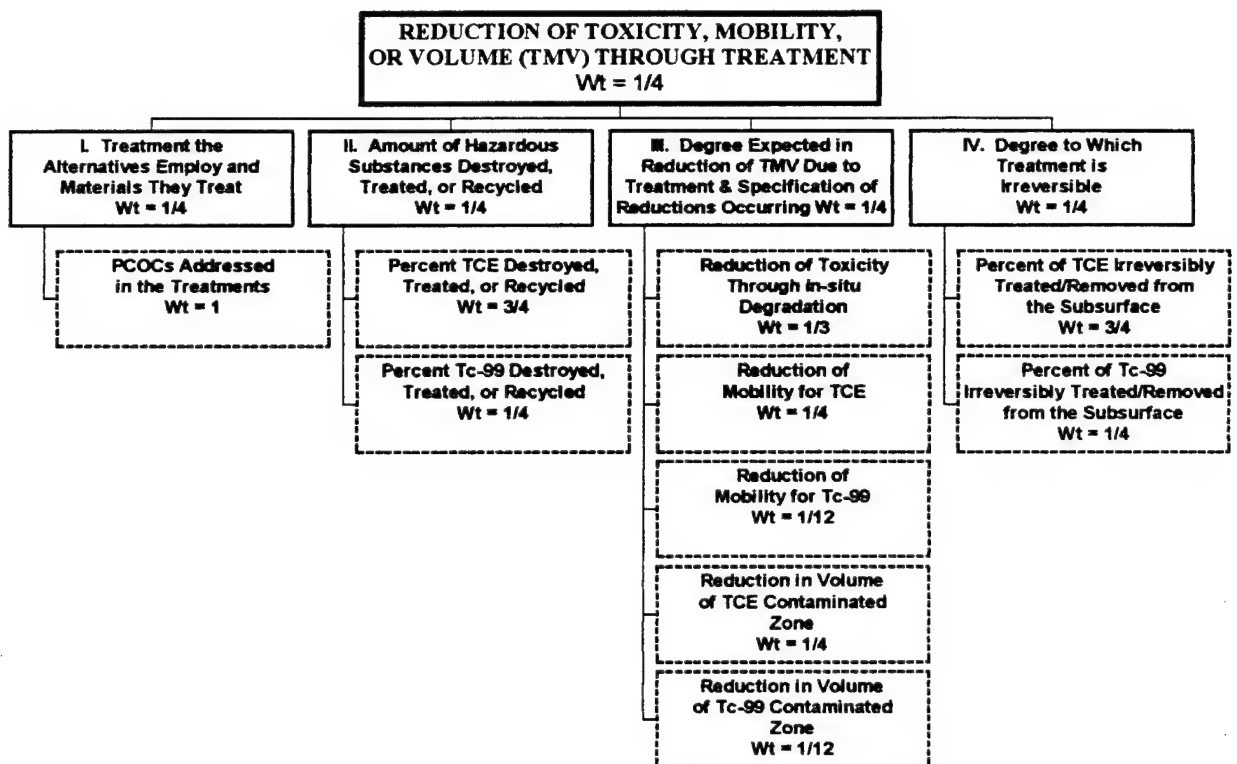 REDUCTION OF TOXICITY, MOBILITY,
OR VOLUME (TMV) THROUGH TREATMENT
Wt = 1/4
I. Treatment the
Alternatives Employ and
Materials They Treat
Wt = 1/4
PCOCs Addressed
in the Treatments
Wt = 1
II. Amount of Hazardous
Substances Destroyed,
Treated, or Recycled
Wt = 1/4
Percent TCE Destroyed,
Treated, or Recycled
Wt = 3/4
Percent Tc-99 Destroyed,
Treated, or Recycled
Wt = 1/4
III. Degree Expected in
Reduction of TMV Due to
Treatment & Specification of
Reductions Occurring Wt = 1/4
Reduction of Toxicity
Through In-situ
Degradation
Wt = 1/3
Reduction of
Mobility for TCE
Wt = 1/4
Reduction of
Mobility for Tc-99
Wt = 1/12
Reduction in Volume
of TCE Contaminated
Zone
Wt = 1/4
Reduction in Volume
of Tc-99 Contaminated
Zone
Wt = 1/12
IV. Degree to Which
Treatment is
Irreversible
Wt = 1/4
Percent of TCE Irreversibly
Treated/Removed from
the Subsurface
Wt = 3/4
Percent of Tc-99
Irreversibly Treated/Removed
from the Subsurface
Wt = 1/4